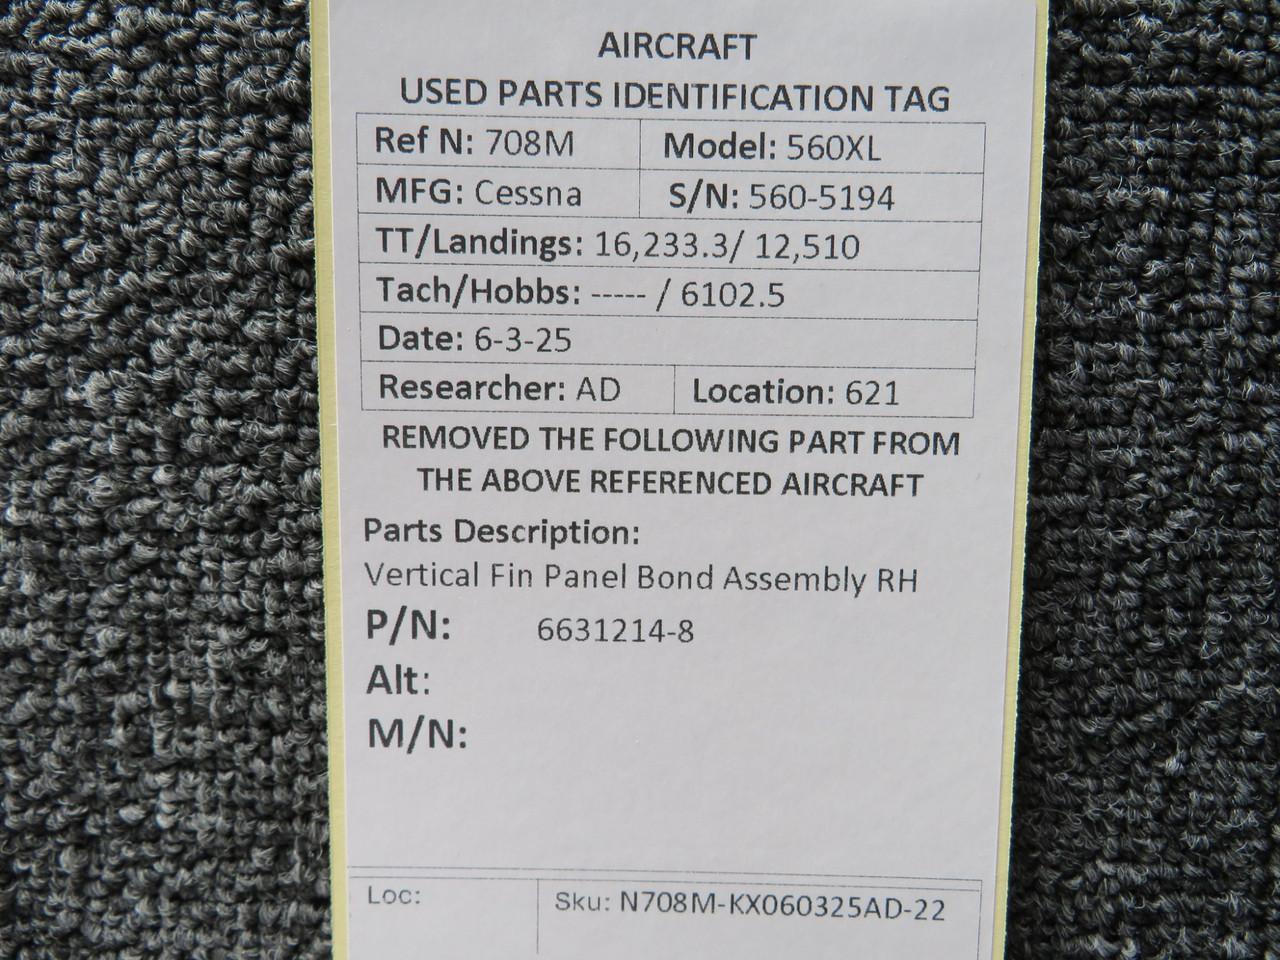 AIRCRAFT
USED PARTS IDENTIFICATION TAG
Ref N: 708M Model: 560XL
MFG: Cessna S/N: 560-5194
TT/Landings: 16,233.3/ 12,510
Tach/Hobbs: ----- / 6102.5
Date: 6-3-25
Researcher: AD Location: 621
REMOVED THE FOLLOWING PART FROM
THE ABOVE REFERENCED AIRCRAFT
Parts Description:
Vertical Fin Panel Bond Assembly RH
P/N: 6631214-8
Alt:
M/N:
Loc: Sku: N708M-KX060325AD-22